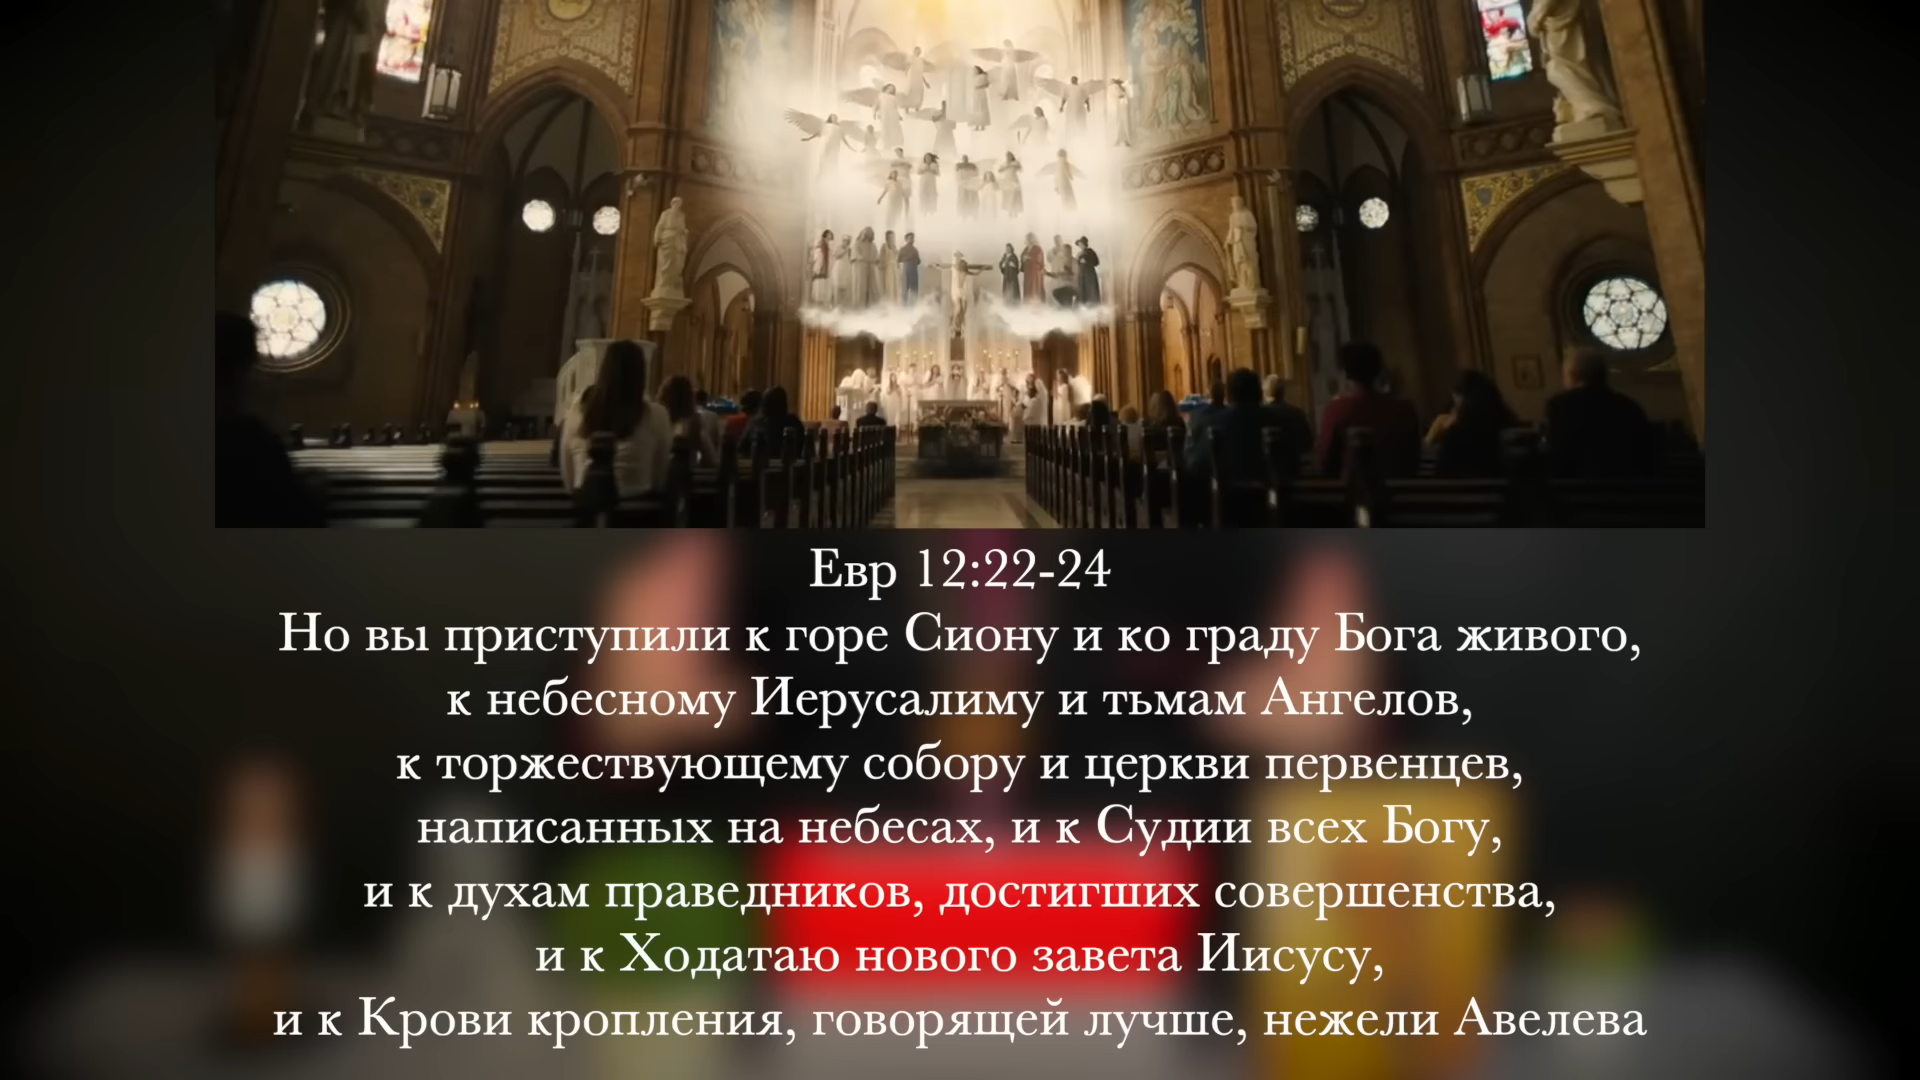 Евр 12:22-24
Но вы приступили к горе Сиону и ко граду Бога живого,
к небесному Иерусалиму и тьмам Ангелов,
к торжествующему собору и церкви первенцев,
написанных на небесах, и к Судии всех Богу,
и к духам праведников, достигших совершенства,
и к Ходатаю нового завета Иисусу,
и к Крови кропления, говорящей лучше, нежели Авелева